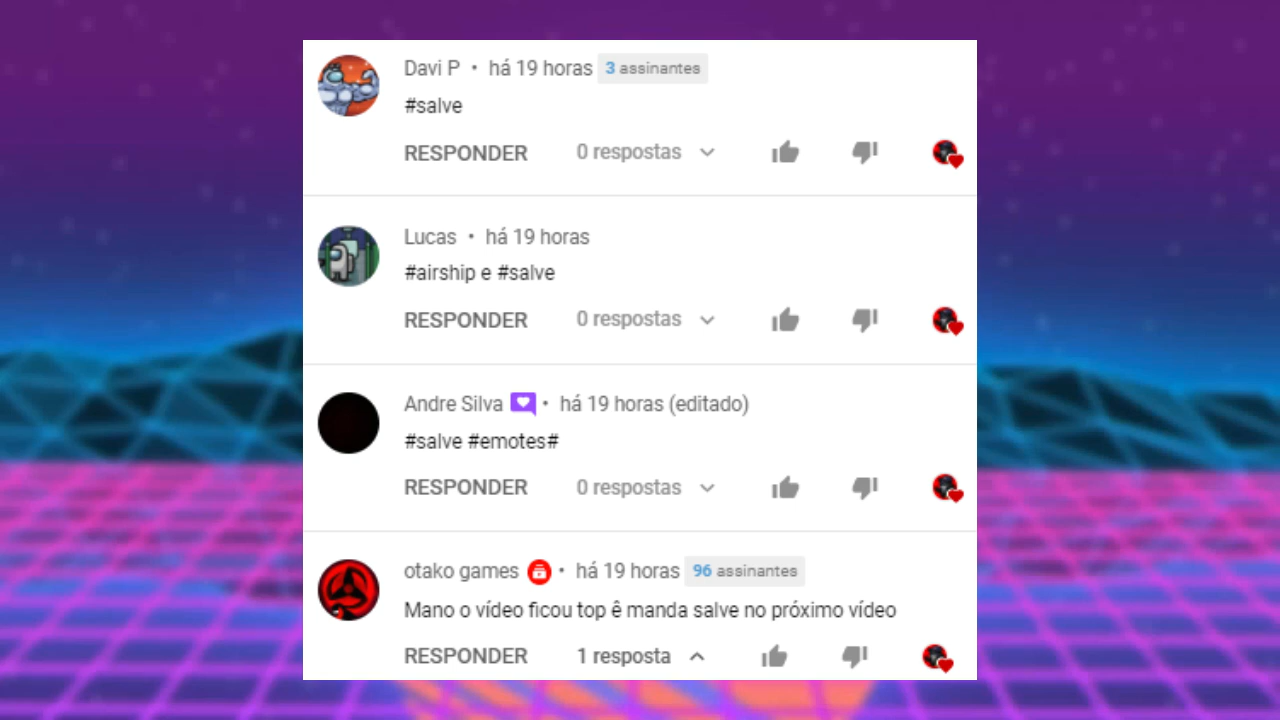 Davi P • há 19 horas 3 assinantes
#salve
RESPONDER 0 respostas
Lucas • há 19 horas
#airship e #salve
RESPONDER 0 respostas
Andre Silva • há 19 horas (editado)
#salve #emotes#
RESPONDER 0 respostas
otako games • há 19 horas 96 assinantes
Mano o vídeo ficou top ê manda salve no próximo vídeo
RESPONDER 1 resposta